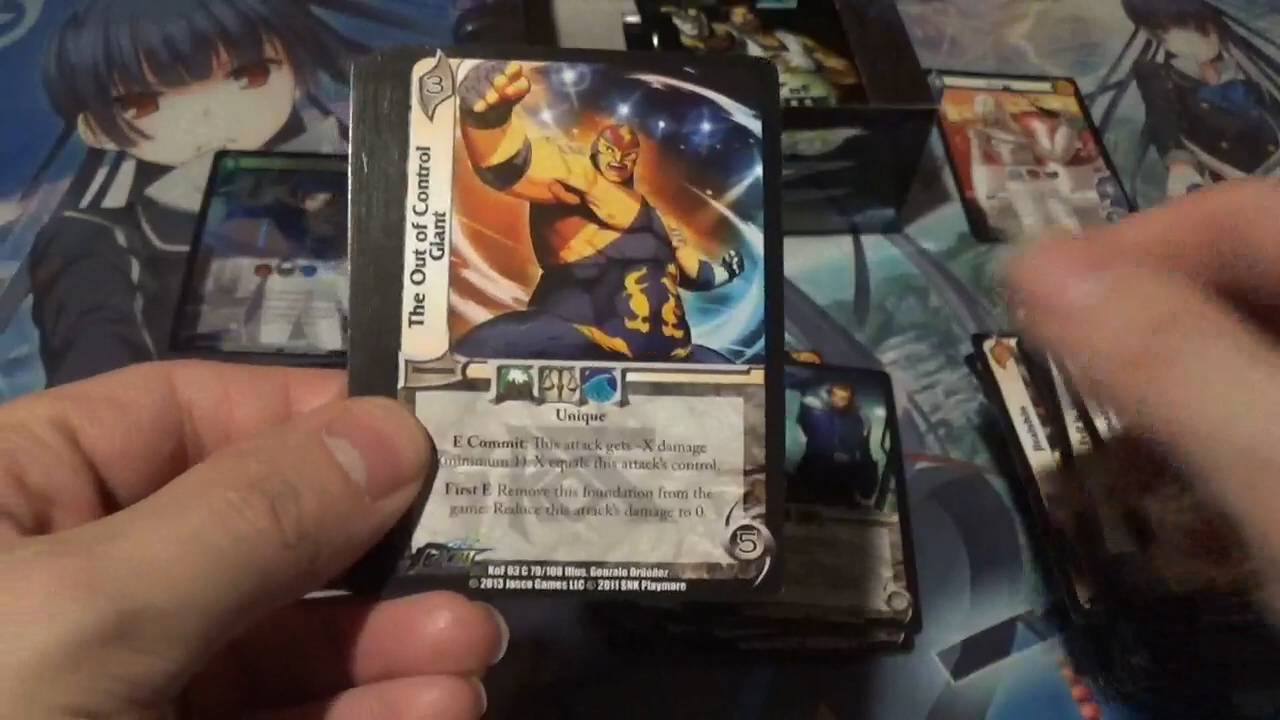 3
The Out of Control
Giant
Unique
E Commit: This attack gets -X damage
(minimum 1). X equals this attack's control.
First E Remove this foundation from the
game: Reduce this attack's damage to 0.
5
KoF 03 C 79/108 Illus. Gonzalo Ordoñez
© 2013 Jasco Games LLC © 2011 SNK Playmore